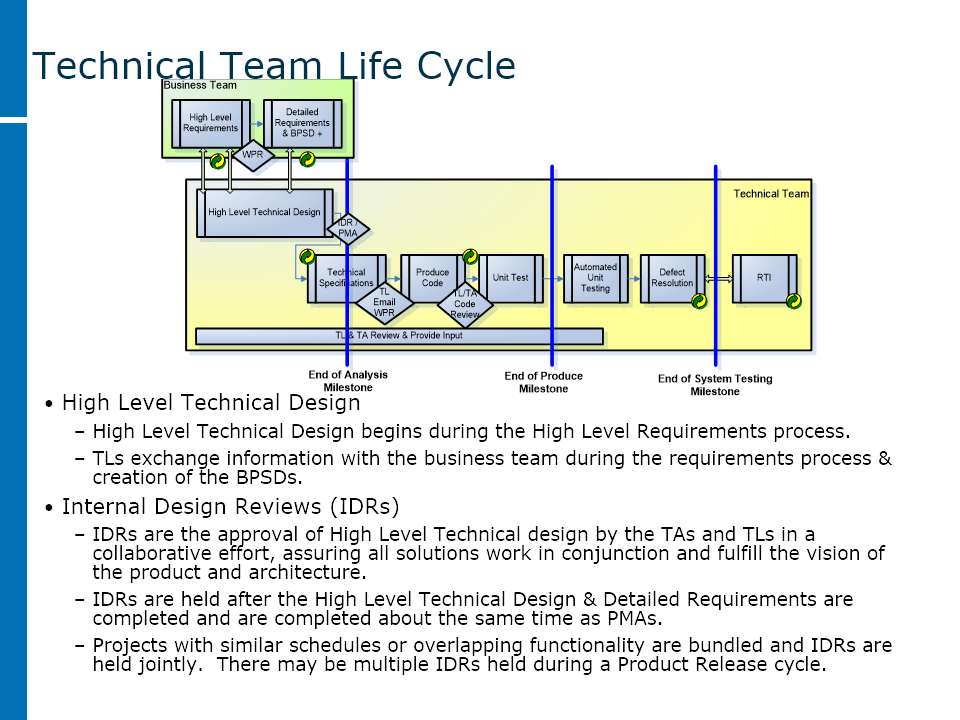 Technical Team Life Cycle
Business Team
High Level
Requirements
Detailed
Requirements
& BPSD +
WPR
Technical Team
High Level Technical Design
IDR /
PMA
Technical
Specifications
Produce
Code
Unit Test
Automated
Unit
Testing
Defect
Resolution
RTI
TL
Email
WPR
TL/TA
Code
Review
TL & TA Review & Provide Input
End of Analysis
Milestone
End of Produce
Milestone
End of System Testing
Milestone
• High Level Technical Design
– High Level Technical Design begins during the High Level Requirements process.
– TLs exchange information with the business team during the requirements process &
creation of the BPSDs.
• Internal Design Reviews (IDRs)
– IDRs are the approval of High Level Technical design by the TAs and TLs in a
collaborative effort, assuring all solutions work in conjunction and fulfill the vision of
the product and architecture.
– IDRs are held after the High Level Technical Design & Detailed Requirements are
completed and are completed about the same time as PMAs.
– Projects with similar schedules or overlapping functionality are bundled and IDRs are
held jointly.  There may be multiple IDRs held during a Product Release cycle.